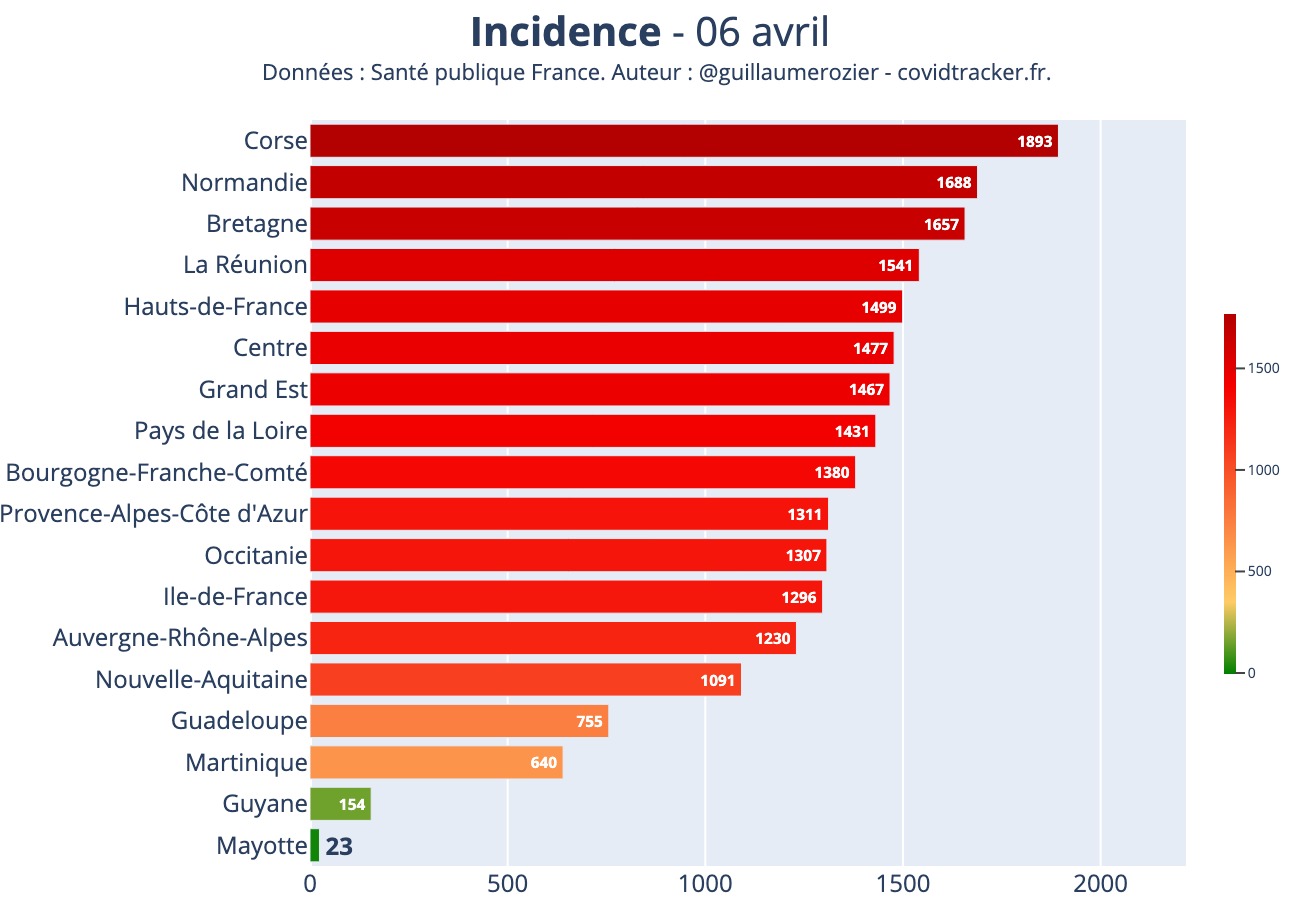 Incidence - 06 avril
Données : Santé publique France. Auteur : @guillaumerozier - covidtracker.fr.
Corse 1893
Normandie 1688
Bretagne 1657
La Réunion 1541
Hauts-de-France 1499
Centre 1477
Grand Est 1467
Pays de la Loire 1431
Bourgogne-Franche-Comté 1380
Provence-Alpes-Côte d'Azur 1311
Occitanie 1307
Ile-de-France 1296
Auvergne-Rhône-Alpes 1230
Nouvelle-Aquitaine 1091
Guadeloupe 755
Martinique 640
Guyane 154
Mayotte 23
0 500 1000 1500 2000
1500
1000
500
0